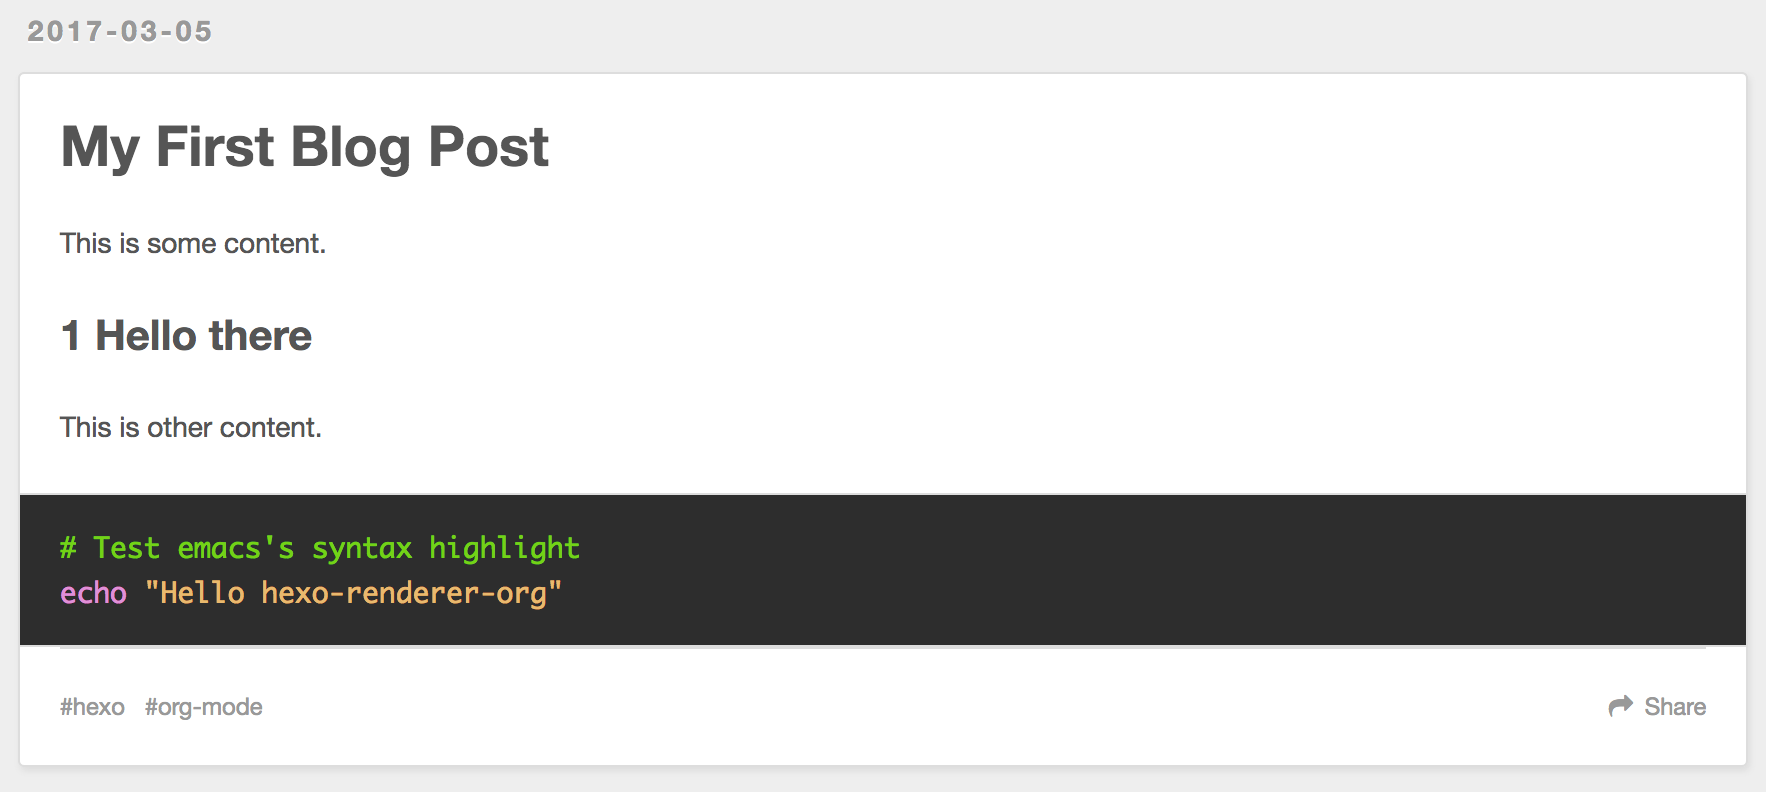 2017-03-05
My First Blog Post
This is some content.
1 Hello there
This is other content.
# Test emacs's syntax highlight
echo "Hello hexo-renderer-org"
#hexo #org-mode Share